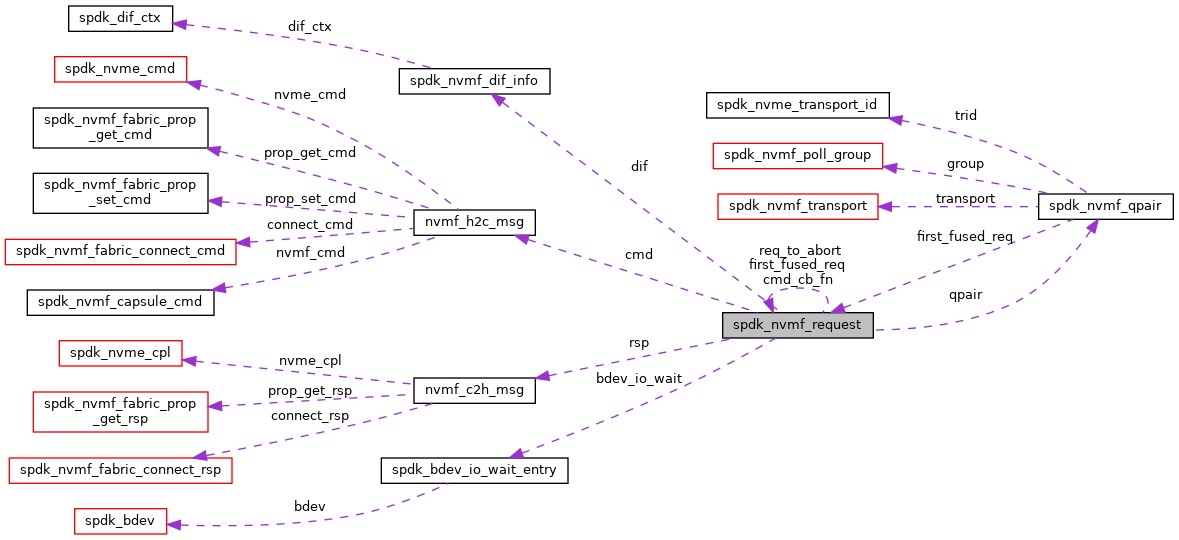 spdk_dif_ctx
dif_ctx
spdk_nvme_cmd
spdk_nvmf_dif_info
nvme_cmd
spdk_nvme_transport_id
spdk_nvmf_fabric_prop
_get_cmd
trid
prop_get_cmd
dif
spdk_nvmf_poll_group
group
spdk_nvmf_fabric_prop
_set_cmd
prop_set_cmd
spdk_nvmf_transport
transport
spdk_nvmf_qpair
nvmf_h2c_msg
connect_cmd
first_fused_req
spdk_nvmf_fabric_connect_cmd
nvmf_cmd
cmd
req_to_abort
first_fused_req
cmd_cb_fn
spdk_nvmf_capsule_cmd
qpair
spdk_nvmf_request
spdk_nvme_cpl
nvme_cpl
rsp
bdev_io_wait
prop_get_rsp
nvmf_c2h_msg
spdk_nvmf_fabric_prop
_get_rsp
connect_rsp
spdk_nvmf_fabric_connect_rsp
spdk_bdev_io_wait_entry
bdev
spdk_bdev